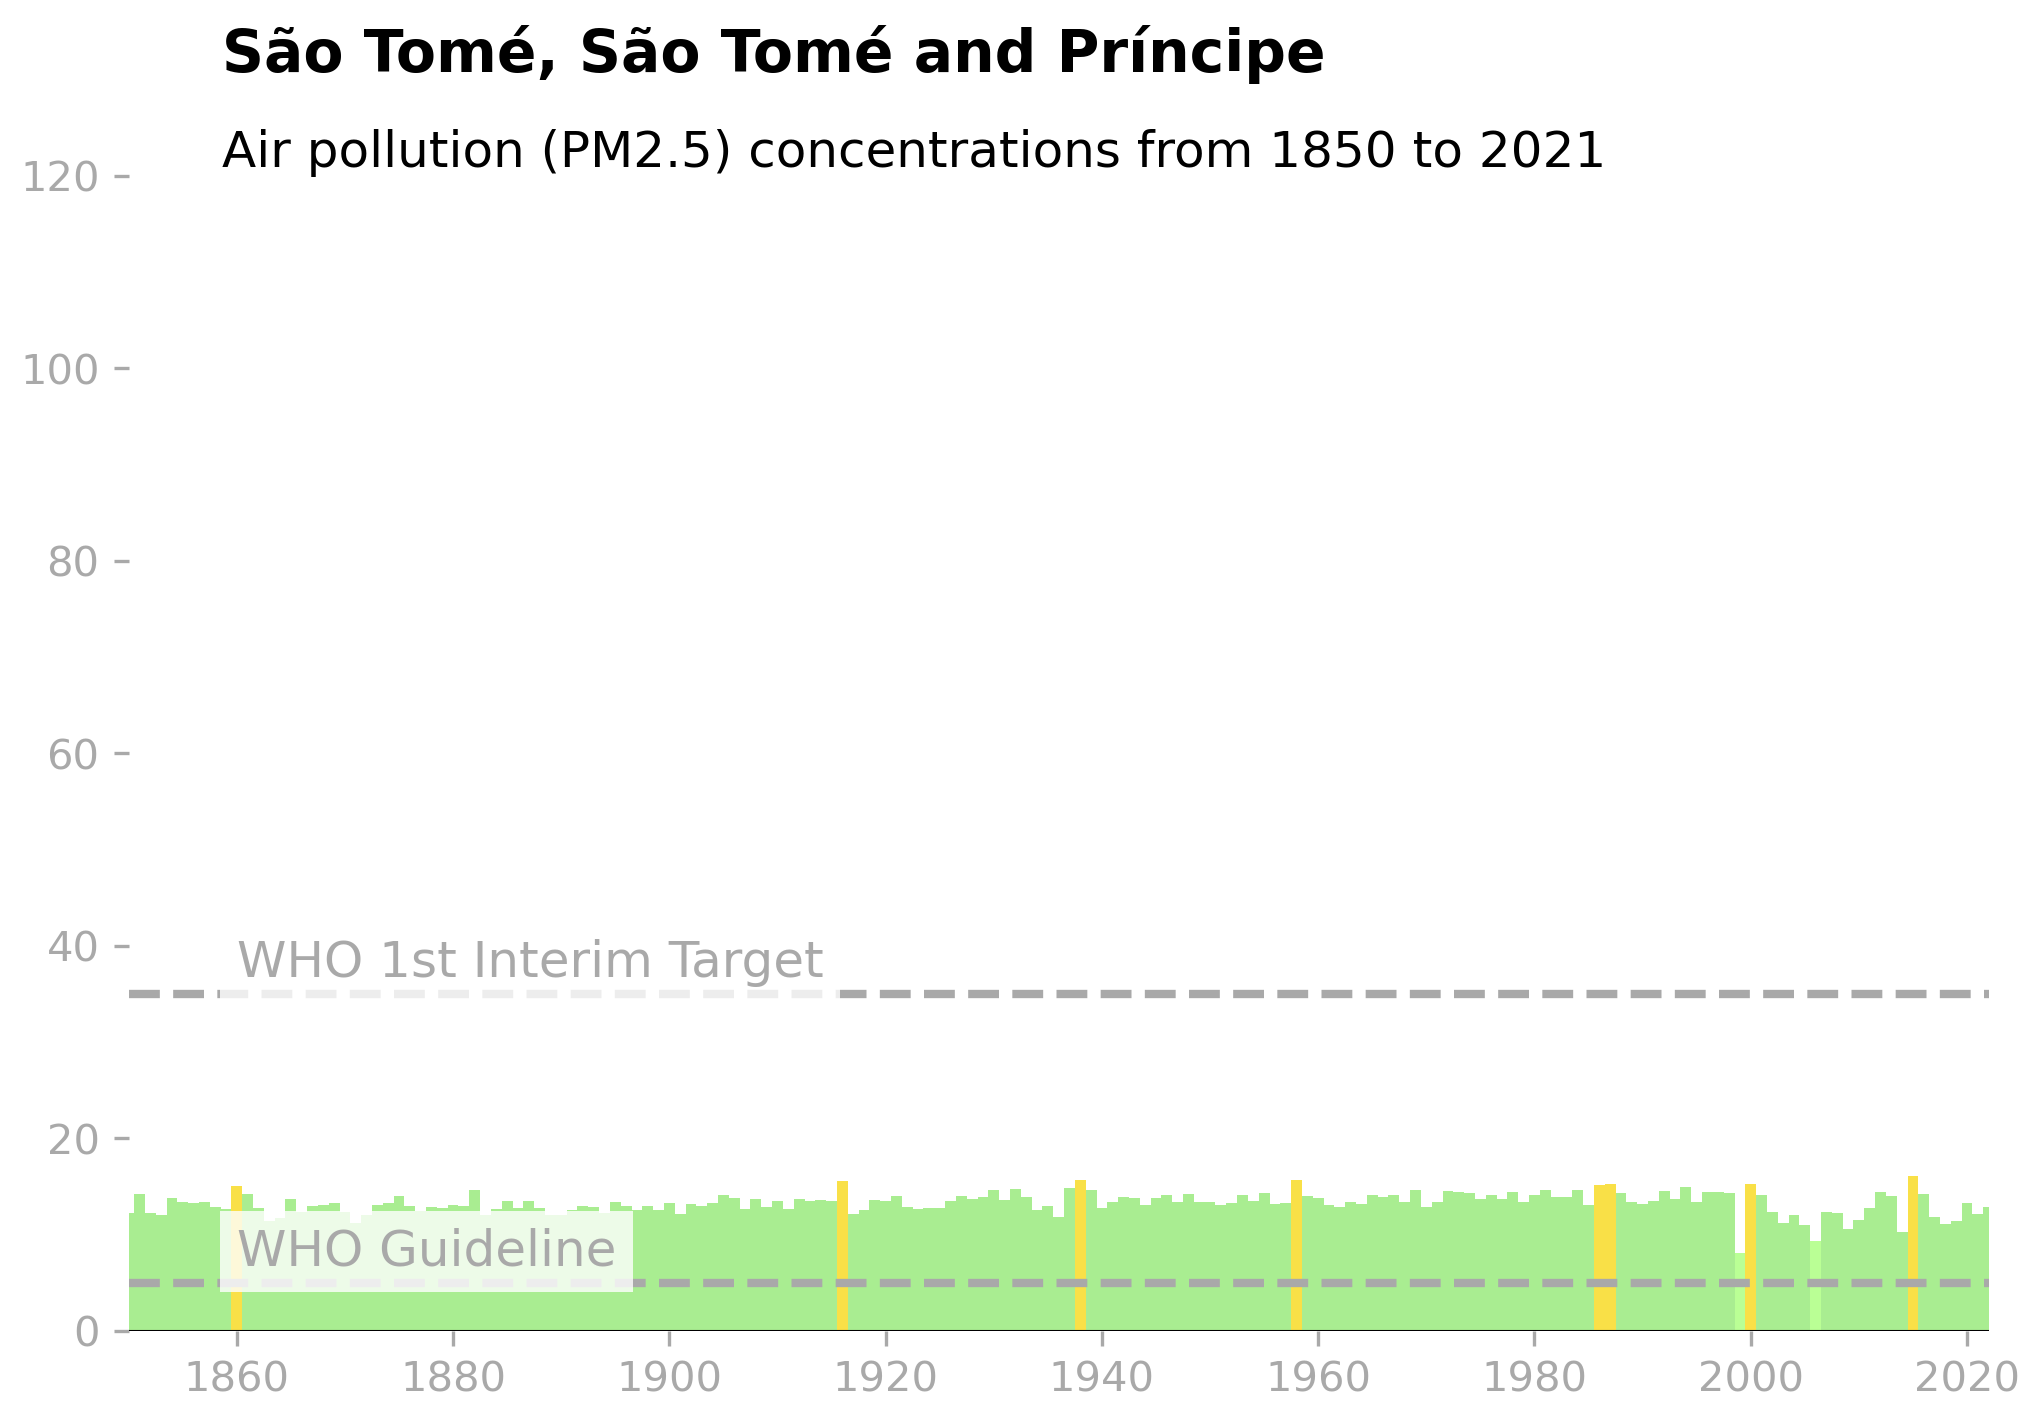 São Tomé, São Tomé and Príncipe
Air pollution (PM2.5) concentrations from 1850 to 2021
120
100
80
60
40
WHO 1st Interim Target
20
WHO Guideline
0
1860 1880 1900 1920 1940 1960 1980 2000 2020